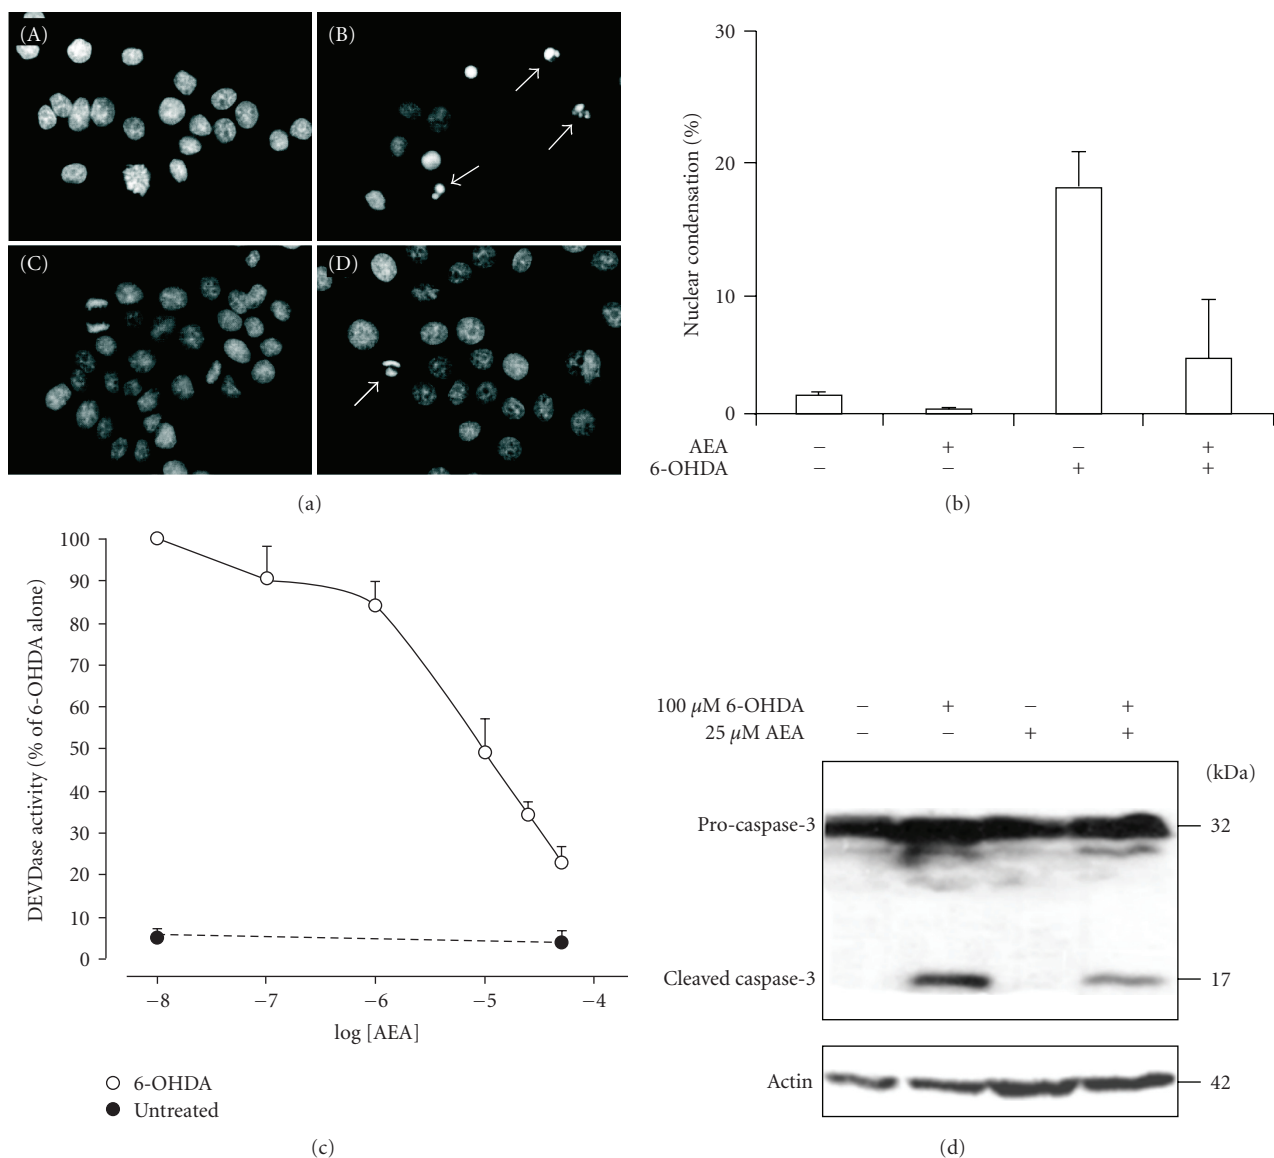 (A)
(B)
(C)
(D)
(a)
30
20
10
0
Nuclear condensation (%)
AEA − + − +
6-OHDA − − + +
(b)
100
90
80
70
60
50
40
30
20
10
0
DEVDase activity (% of 6-OHDA alone)
−8 −7 −6 −5 −4
log [AEA]
6-OHDA
Untreated
(c)
100 μM 6-OHDA − + − +
25 μM AEA − − + +
(kDa)
Pro-caspase-3 32
Cleaved caspase-3 17
Actin 42
(d)